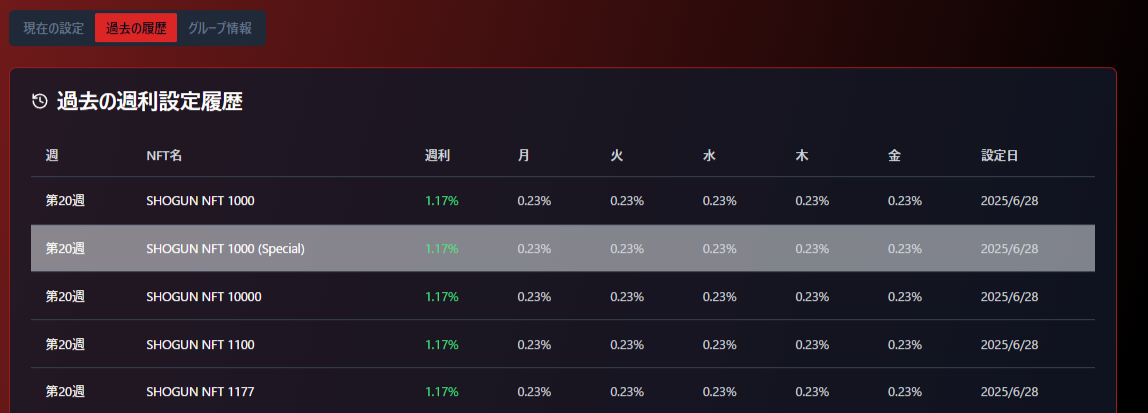 現在の設定 過去の履歴 グループ情報
過去の週利設定履歴
週 NFT名 週利 月 火 水 木 金 設定日
第20週 SHOGUN NFT 1000 1.17% 0.23% 0.23% 0.23% 0.23% 0.23% 2025/6/28
第20週 SHOGUN NFT 1000 (Special) 1.17% 0.23% 0.23% 0.23% 0.23% 0.23% 2025/6/28
第20週 SHOGUN NFT 10000 1.17% 0.23% 0.23% 0.23% 0.23% 0.23% 2025/6/28
第20週 SHOGUN NFT 1100 1.17% 0.23% 0.23% 0.23% 0.23% 0.23% 2025/6/28
第20週 SHOGUN NFT 1177 1.17% 0.23% 0.23% 0.23% 0.23% 0.23% 2025/6/28